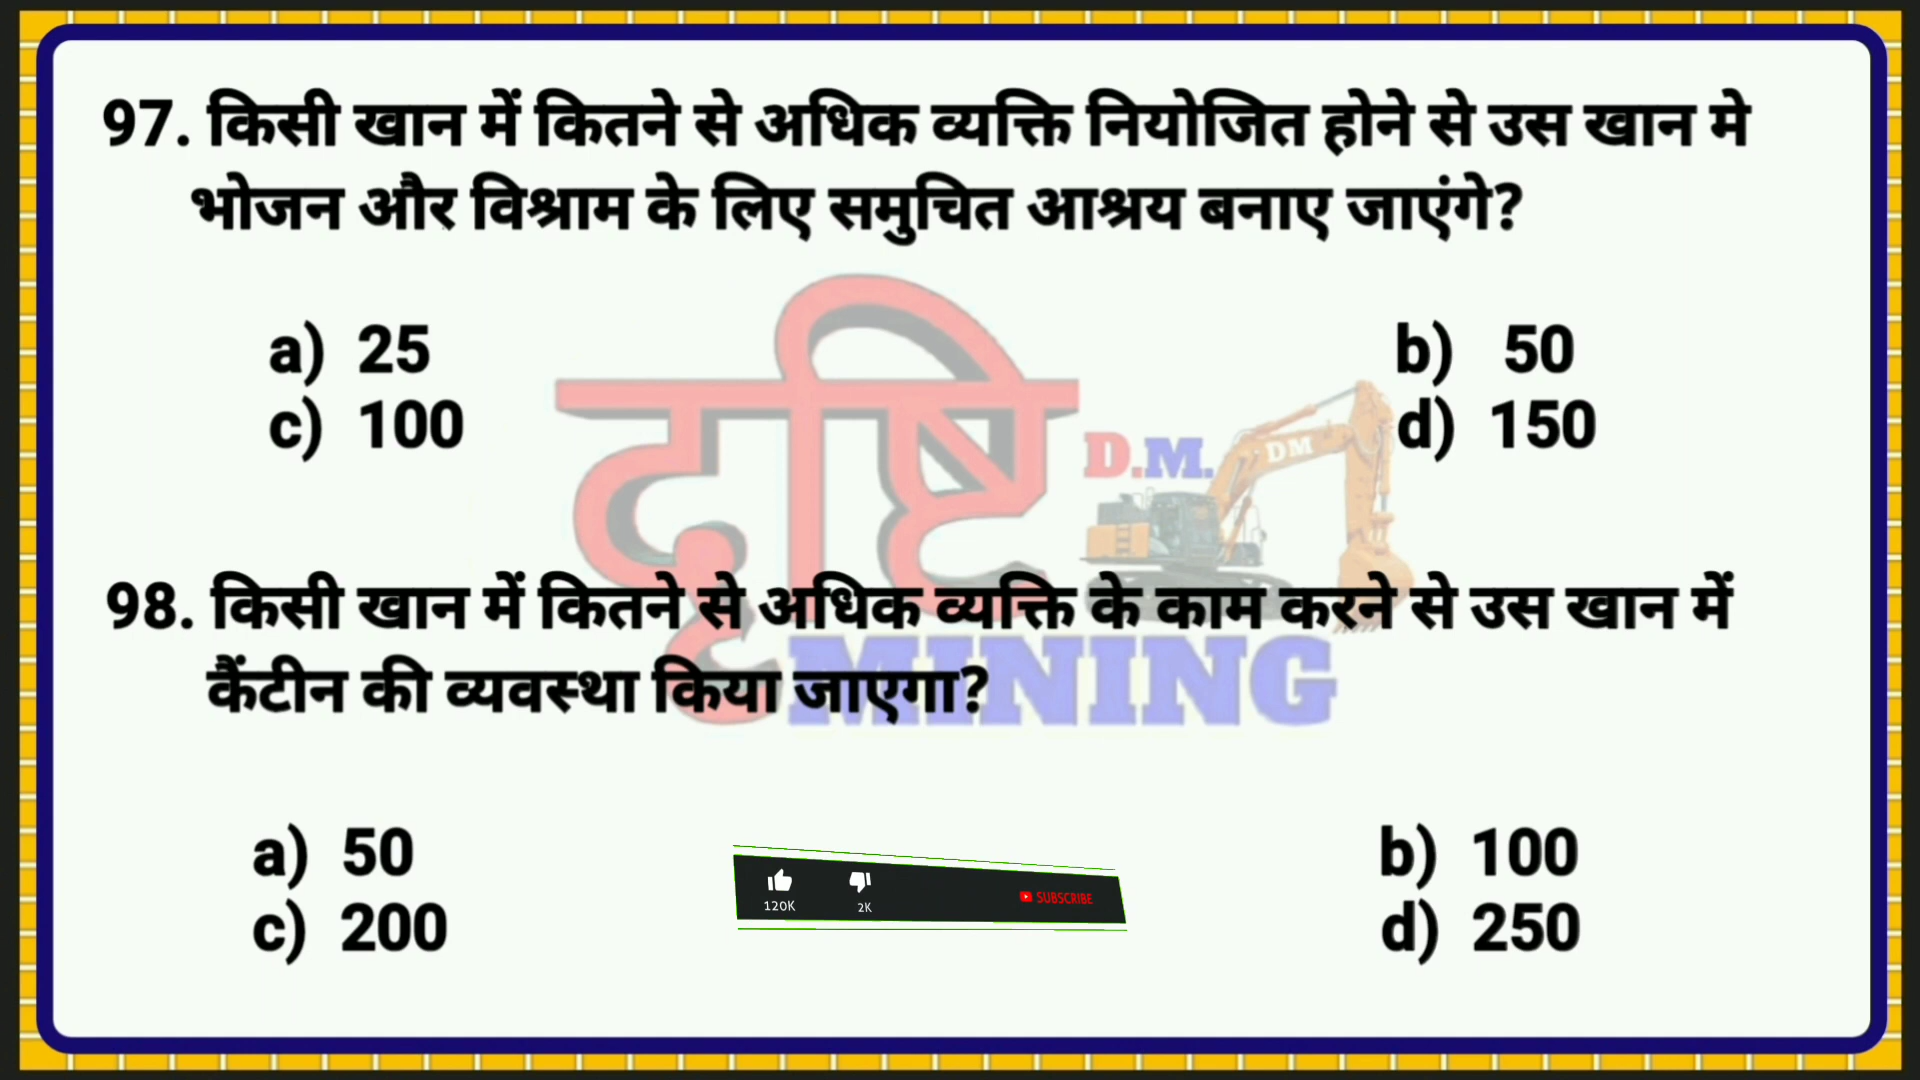 97. किसी खान में कितने से अधिक व्यक्ति नियोजित होने से उस खान मे
भोजन और विश्राम के लिए समुचित आश्रय बनाए जाएंगे?
a) 25 b) 50
c) 100 d) 150
दृष्टि
D.M.
DM
98. किसी खान में कितने से अधिक व्यक्ति के काम करने से उस खान में
कैंटीन की व्यवस्था किया जाएगा?
MINING
a) 50 b) 100
120K 2K SUBSCRIBE
c) 200 d) 250